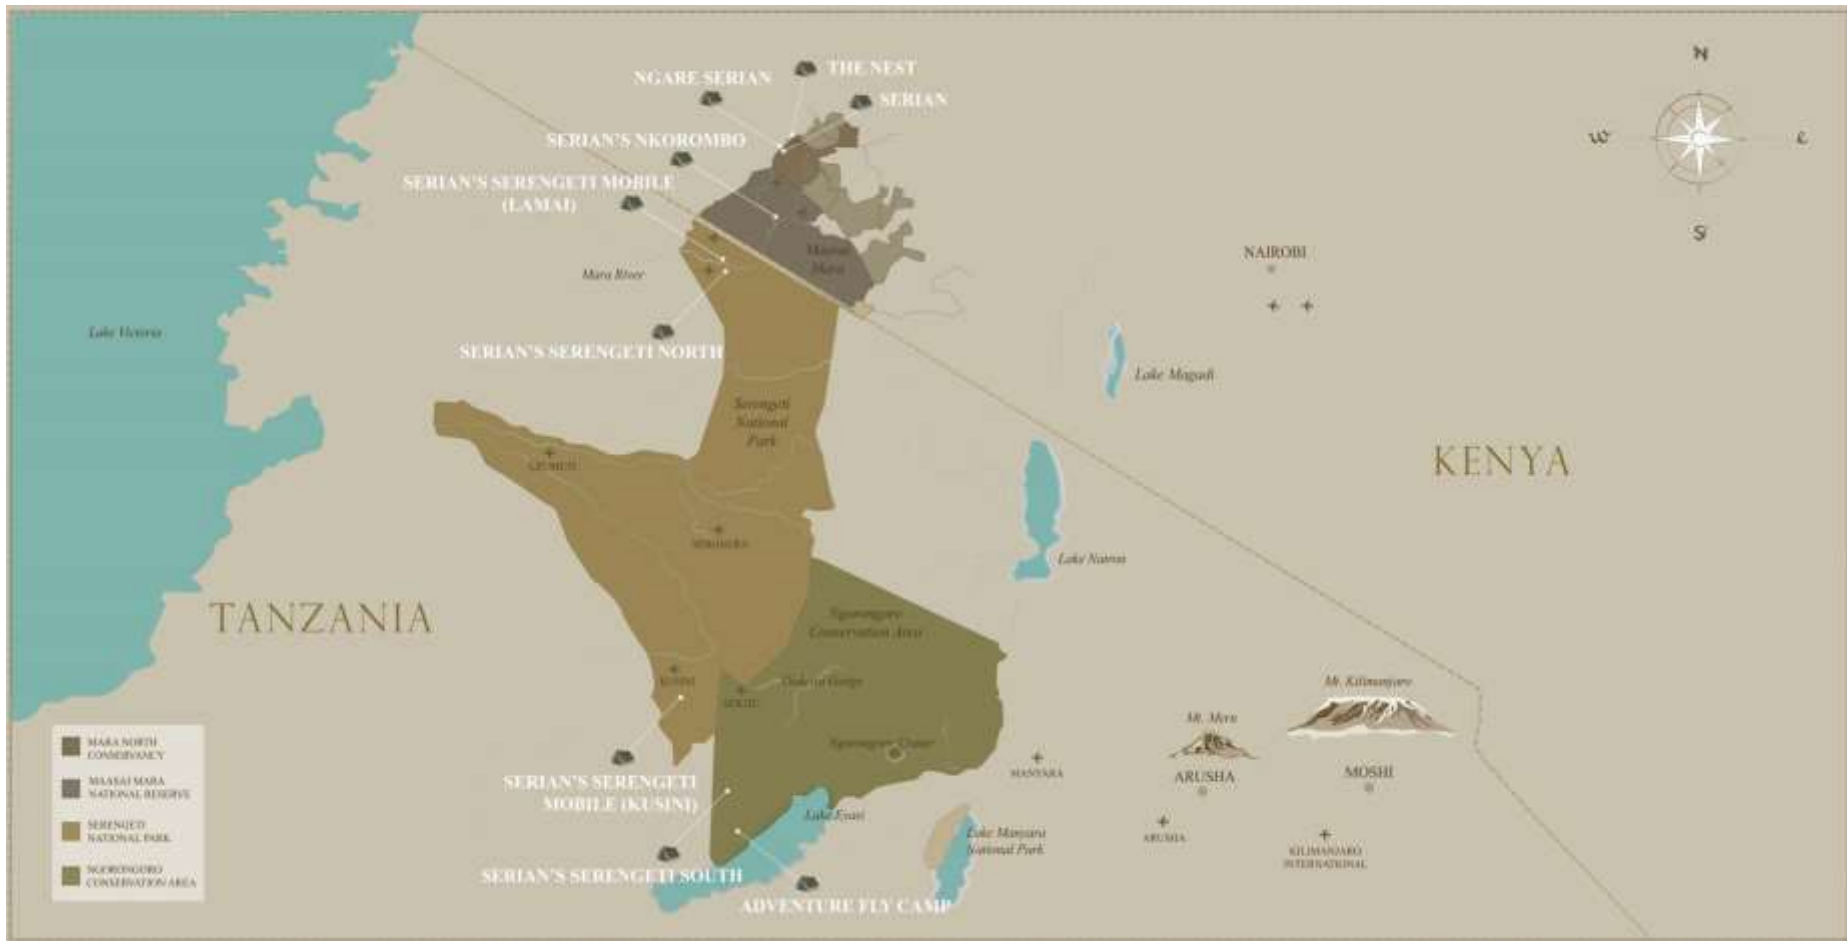 N
THE NEST
NGARE SERIAN
SERIAN
W
E
SERIAN'S NKOROMBO
SERIAN'S SERENGETI MOBILE
(LAMAI)
S
NAIROBI
Maasai
Mara
Mara River
Lake Victoria
SERIAN'S SERENGETI NORTH
Lake Magadi
Serengeti
National
Park
KENYA
SERONERA
Lake Natron
TANZANIA
Ngorongoro
Conservation Area
KUSINI
Olduvai Gorge
NDUTU
Mt. Kilimanjaro
Mt. Meru
Ngorongoro Crater
MANYARA
ARUSHA
MOSHI
SERIAN'S SERENGETI
MOBILE (KUSINI)
Lake Eyasi
Lake Manyara
National Park
ARUSHA
KILIMANJARO
INTERNATIONAL
SERIAN'S SERENGETI SOUTH
ADVENTURE FLY CAMP
MARA NORTH
CONSERVANCY
MAASAI MARA
NATIONAL RESERVE
SERENGETI
NATIONAL PARK
NGORONGORO
CONSERVATION AREA